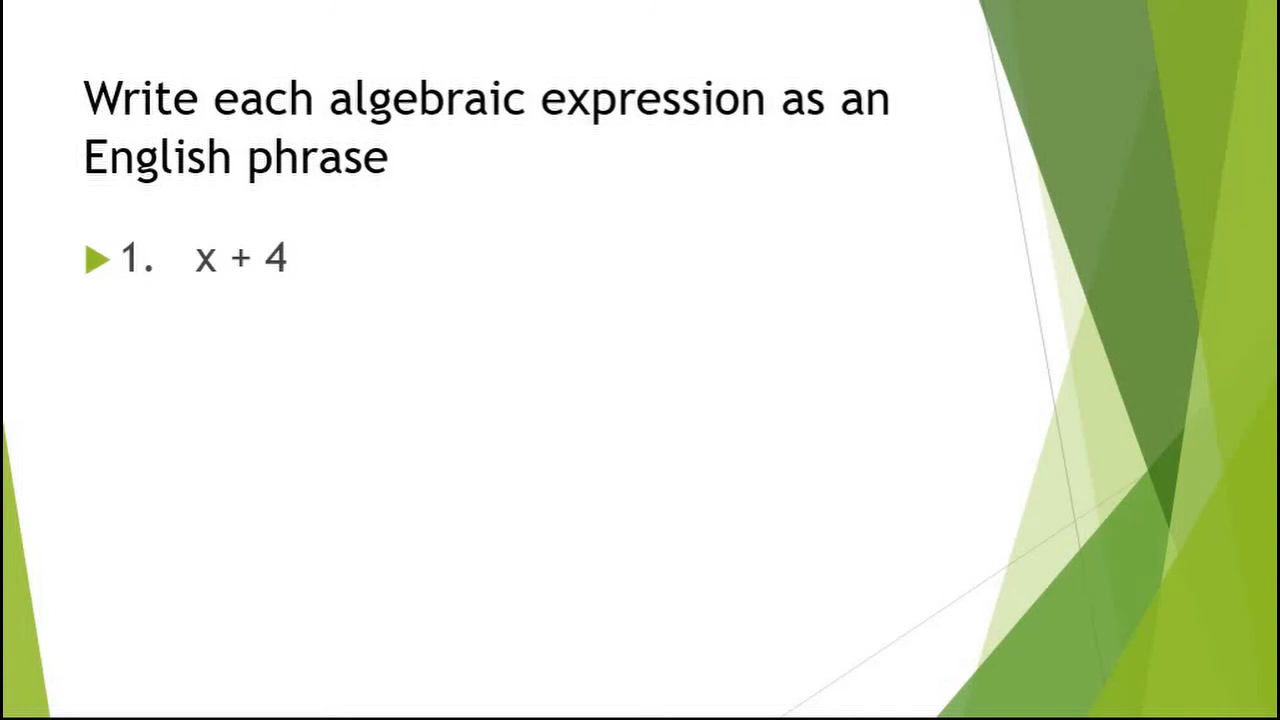 Write each algebraic expression as an
English phrase
1. x + 4